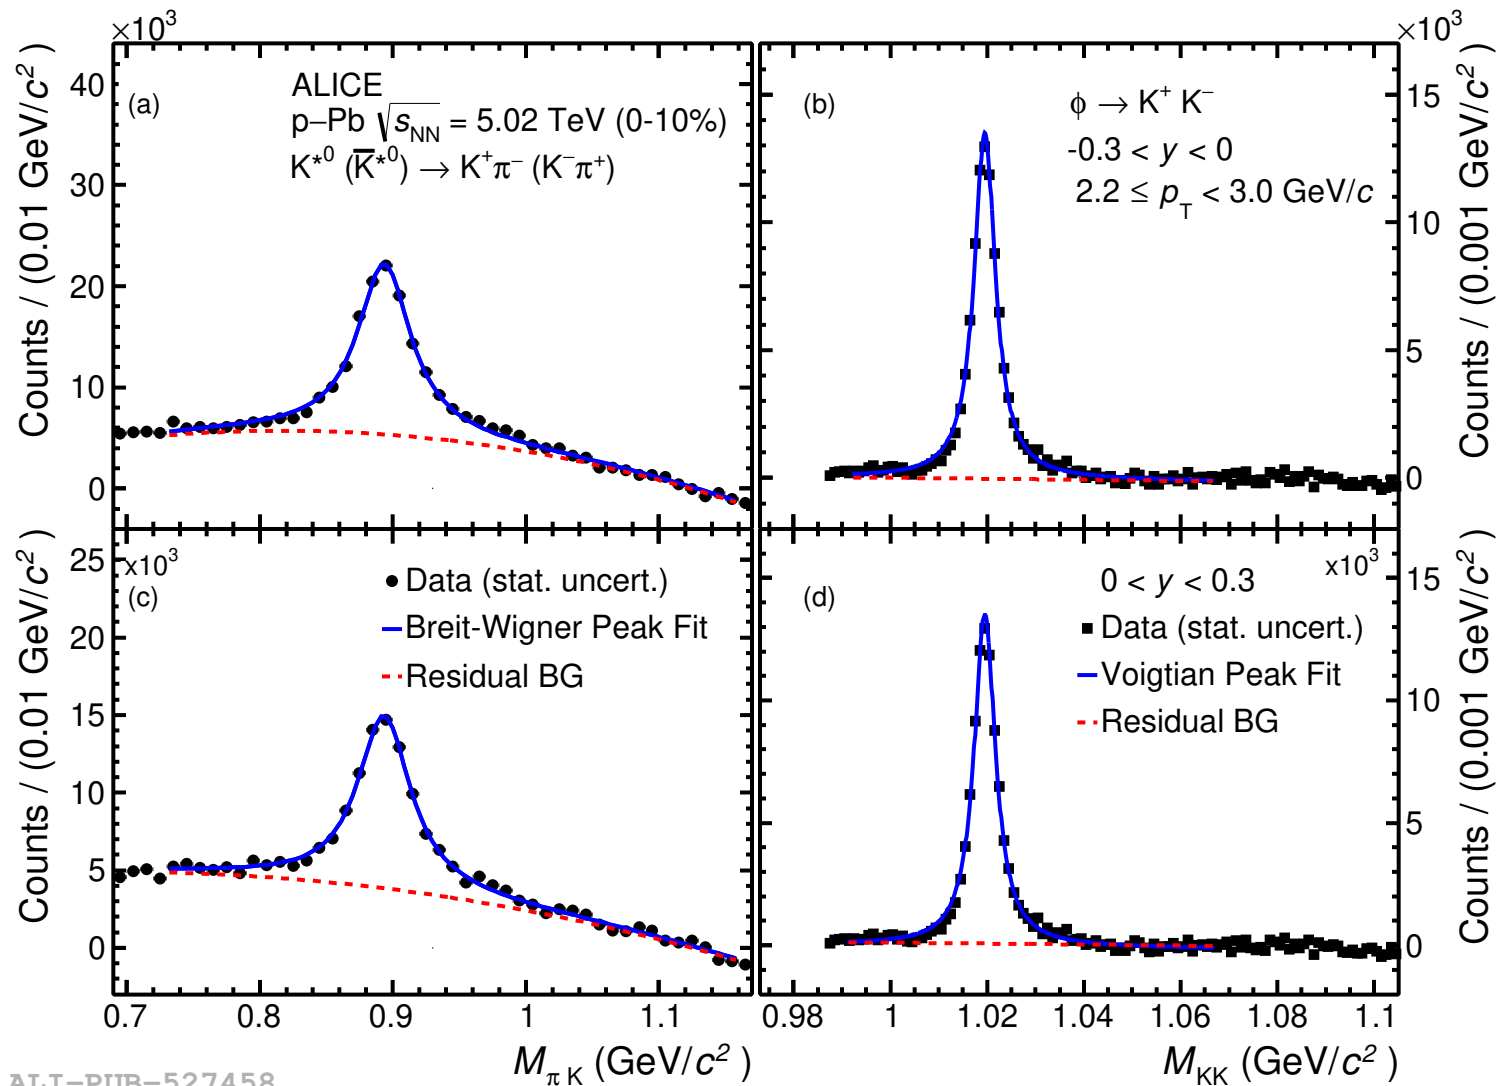 ×10³
×10³
Counts / (0.01 GeV/c²)
40
30
20
10
0
(a)
ALICE
p–Pb √s_NN = 5.02 TeV (0-10%)
K*⁰ (K̅*⁰) → K⁺π⁻ (K⁻π⁺)
(b)
ϕ → K⁺ K⁻
-0.3 < y < 0
2.2 ≤ p_T < 3.0 GeV/c
15
10
5
0
Counts / (0.001 GeV/c²)
Counts / (0.01 GeV/c²)
25
20
15
10
5
0
x10³
(c)
Data (stat. uncert.)
Breit-Wigner Peak Fit
Residual BG
(d)
0 < y < 0.3
x10³
Data (stat. uncert.)
Voigtian Peak Fit
Residual BG
15
10
5
0
Counts / (0.001 GeV/c²)
0.7 0.8 0.9 1 1.1
0.98 1 1.02 1.04 1.06 1.08 1.1
M_π K (GeV/c²)
M_KK (GeV/c²)
ALI-PUB-527458